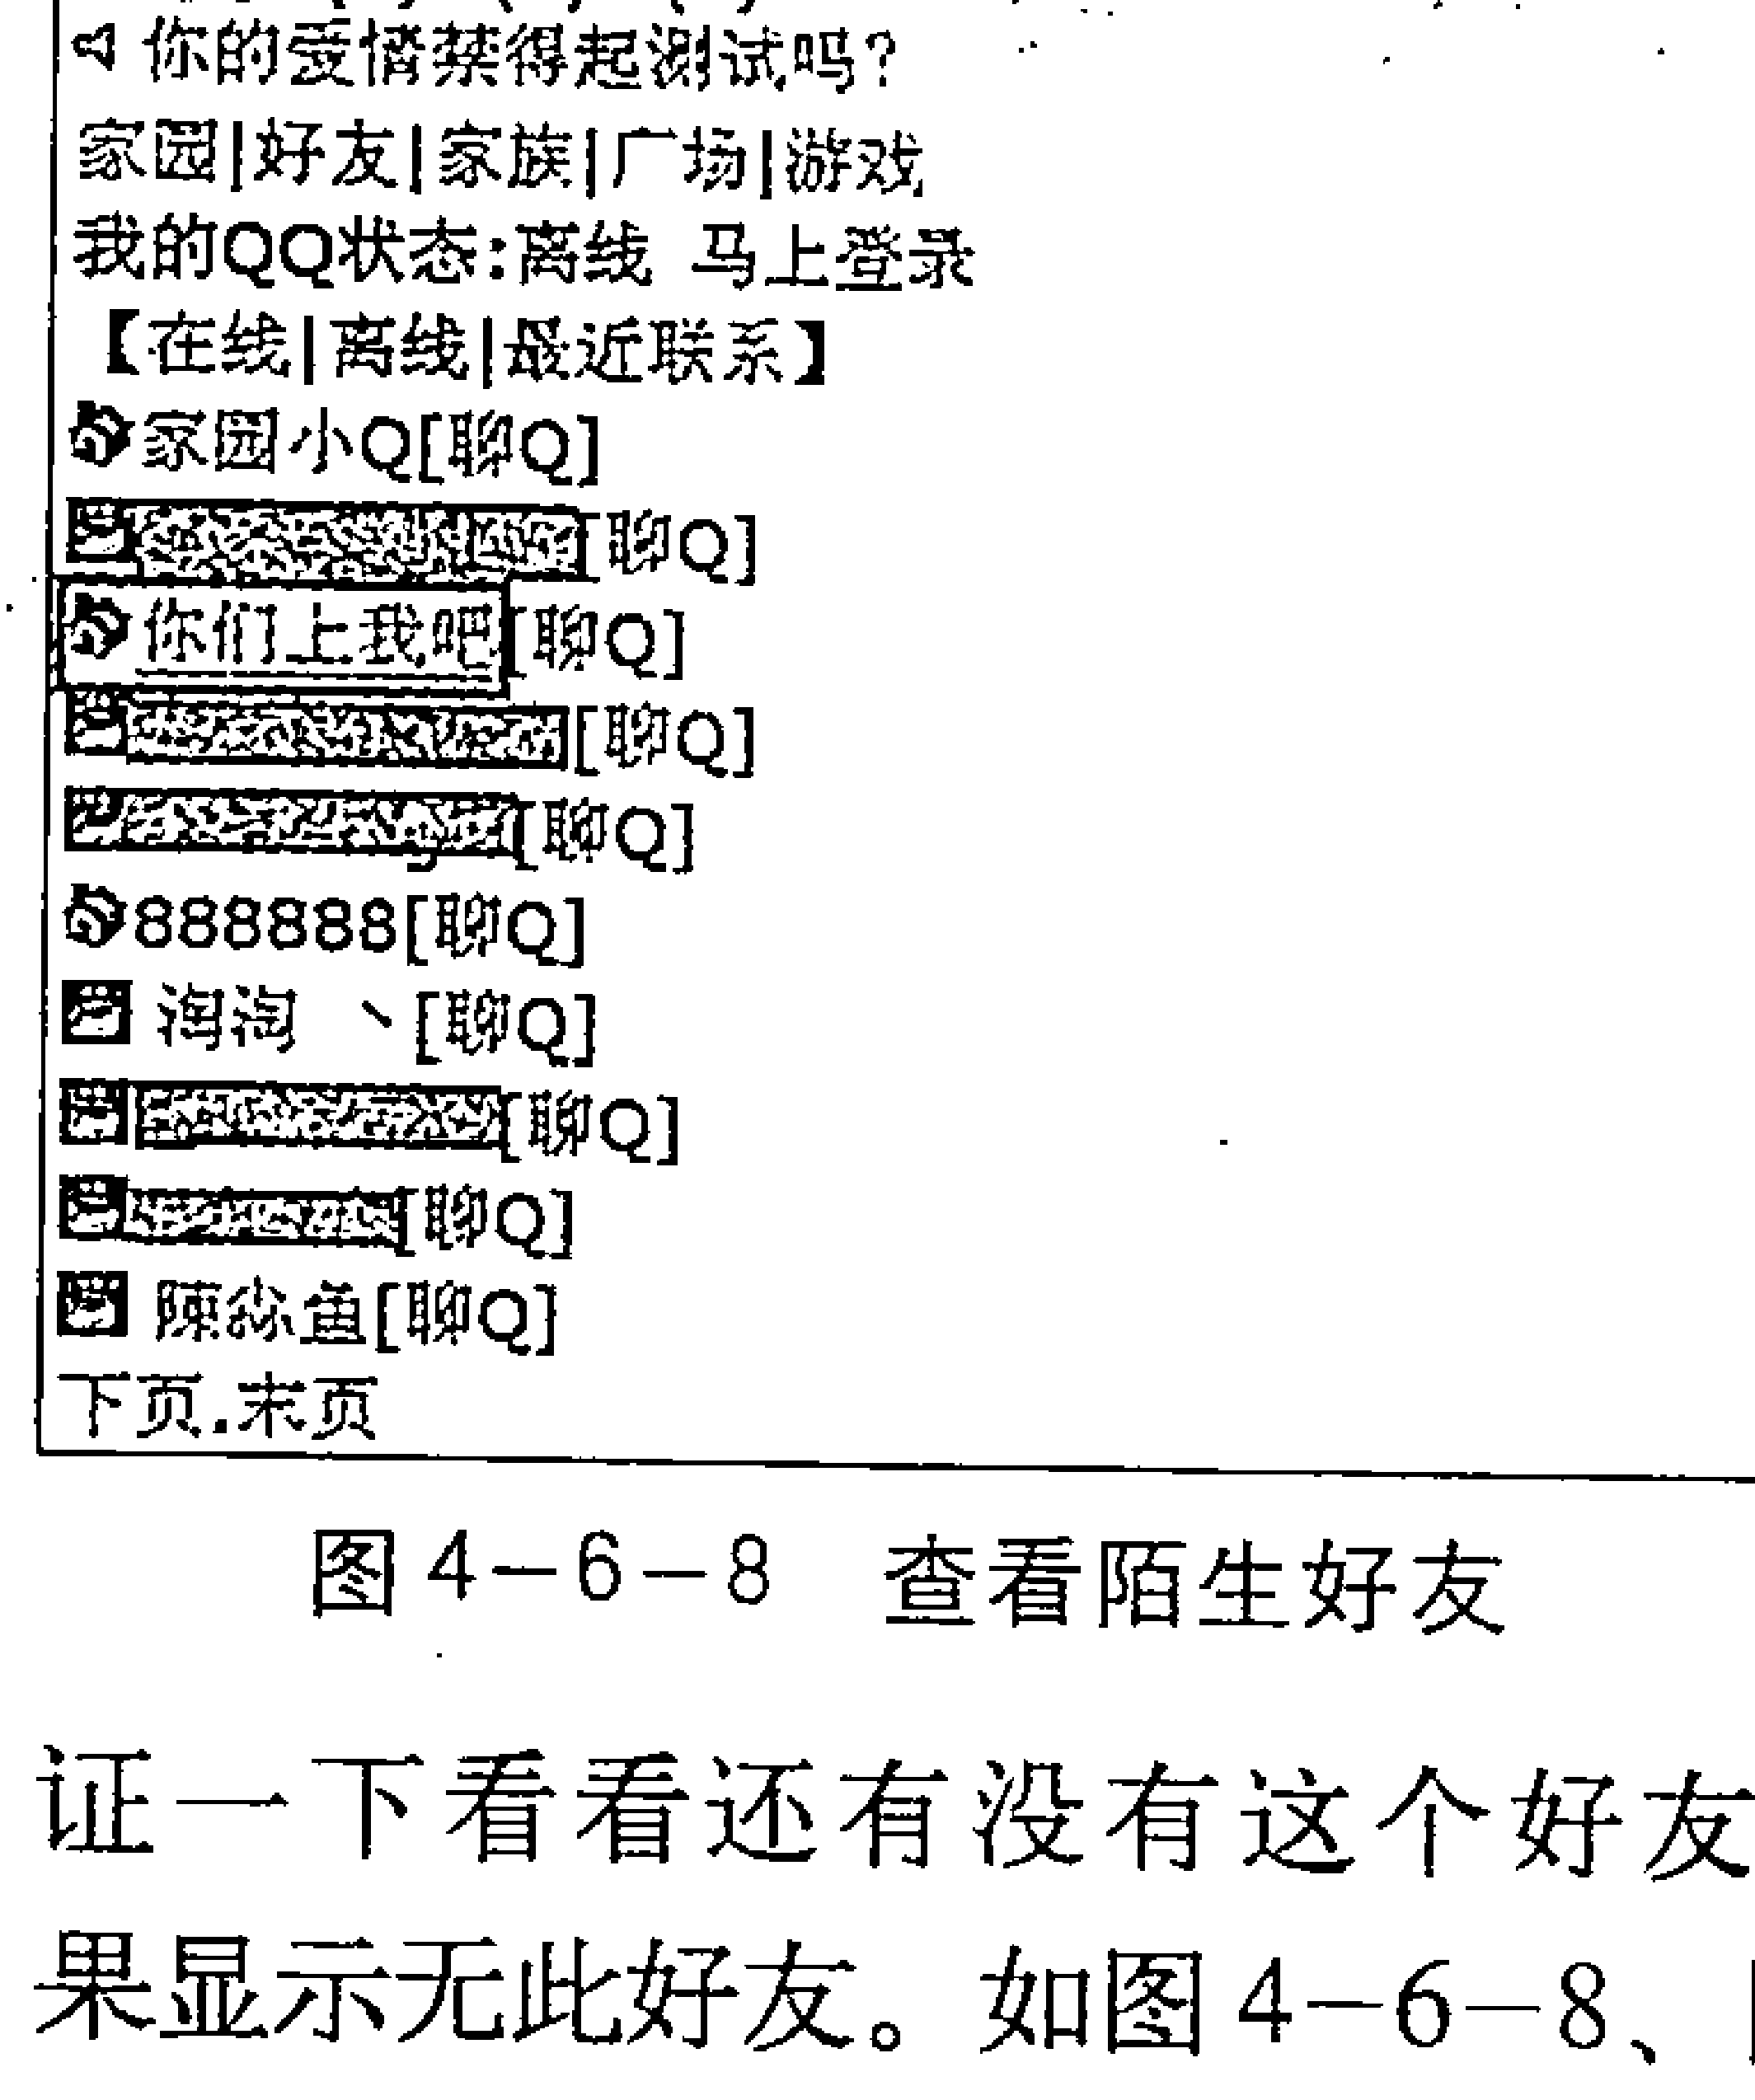 你的爱情禁得起测试吗?
家园|好友|家族|广场|游戏
我的QQ状态:离线 马上登录
【在线|离线|最近联系】
家园小Q[聊Q]
[聊Q]
你们上我吧[聊Q]
[聊Q]
[聊Q]
888888[聊Q]
淘淘 丶[聊Q]
[聊Q]
[聊Q]
陳尛鱼[聊Q]
下页.末页
图4-6-8 查看陌生好友
证一下看看还有没有这个好友
果显示无此好友。如图4-6-8、